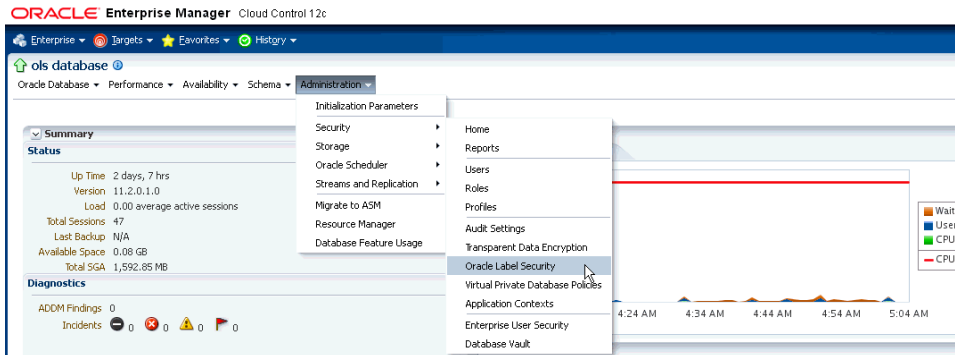 ORACLE Enterprise Manager Cloud Control 12c
Enterprise Targets Favorites History
ols database
Oracle Database Performance Availability Schema Administration
Initialization Parameters
Security
Storage
Oracle Scheduler
Streams and Replication
Migrate to ASM
Resource Manager
Database Feature Usage
Home
Reports
Users
Roles
Profiles
Audit Settings
Transparent Data Encryption
Oracle Label Security
Virtual Private Database Policies
Application Contexts
Enterprise User Security
Database Vault
Summary
Status
Up Time 2 days, 7 hrs
Version 11.2.0.1.0
Load 0.00 average active sessions
Total Sessions 47
Last Backup N/A
Available Space 0.08 GB
Total SGA 1,592.85 MB
Diagnostics
ADDM Findings 0
Incidents 0 0 0 0
Wait
User
CPU
CPU
4:24 AM 4:34 AM 4:44 AM 4:54 AM 5:04 AM